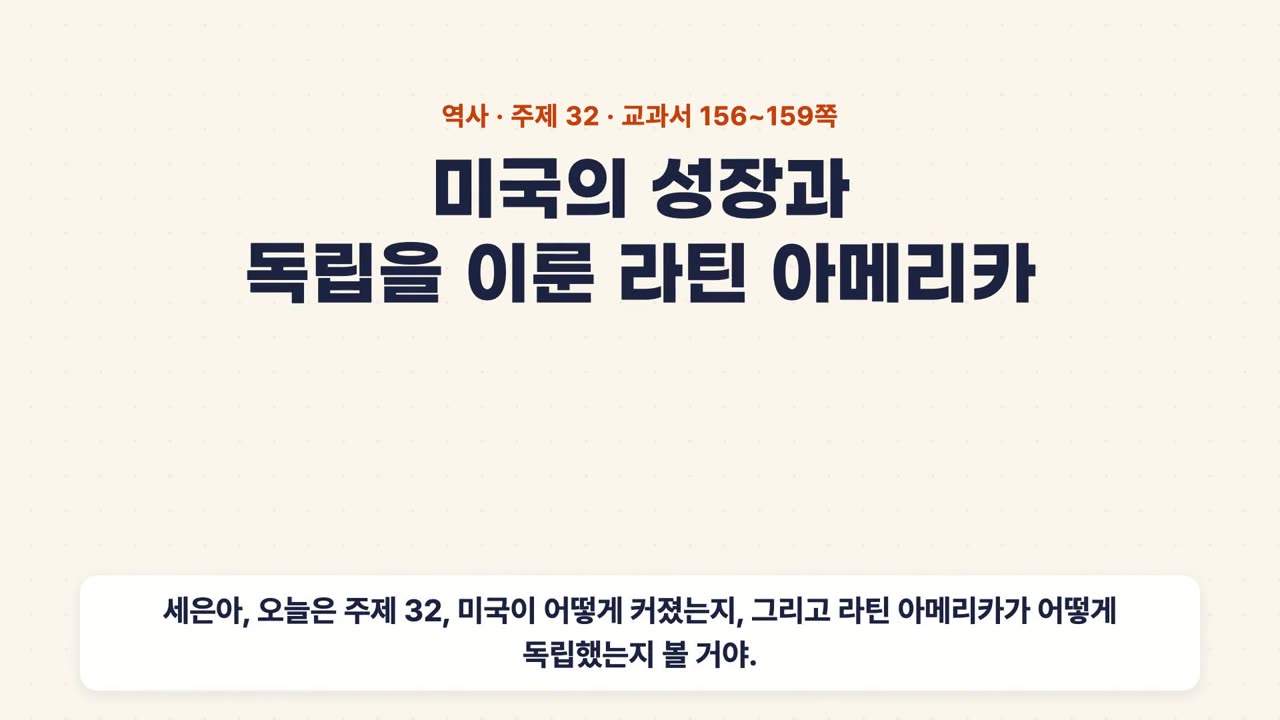 역사 · 주제 32 · 교과서 156~159쪽
미국의 성장과
독립을 이룬 라틴 아메리카
세은아, 오늘은 주제 32, 미국이 어떻게 커졌는지, 그리고 라틴 아메리카가 어떻게
독립했는지 볼 거야.